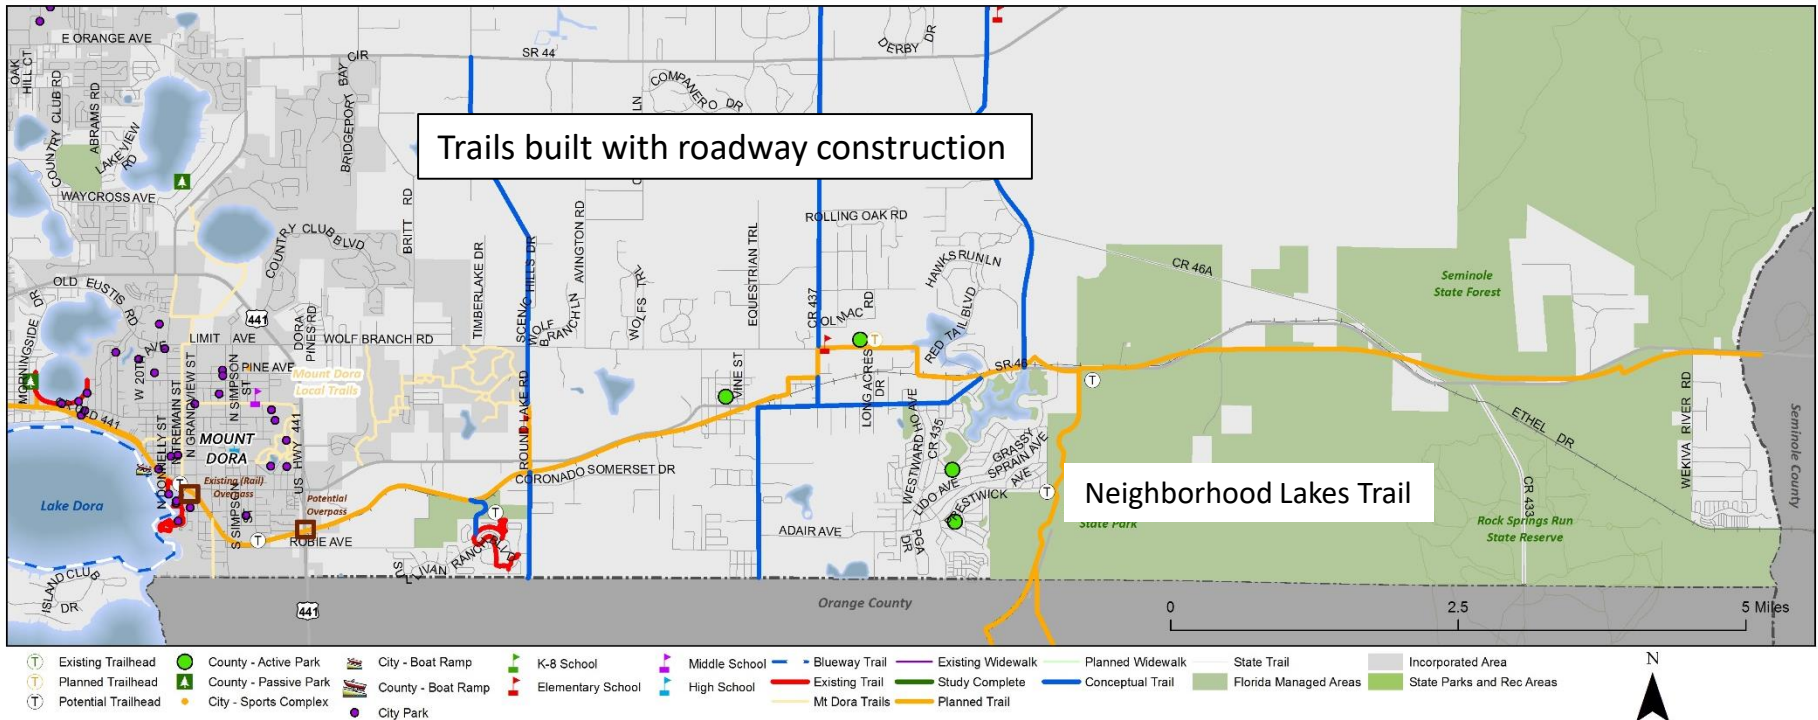 E ORANGE AVE
OAK
HILL CT
COUNTRY CLUB RD
ABRAMS RD
LAKEVIEW
RD
WAYCROSS AVE
BRIDGEPORT BAY CIR
SR 44
COMPANERO DR
DERBY DR
LN
Trails built with roadway construction
BRITT RD
COUNTRY CLUB BLVD
TIMBERLAKE DR
SCENIC HILLS DR
AVINGTON RD
WOLFS TRL
WOLF
BRANCH LN
EQUESTRIAN TRL
ROLLING OAK RD
CR 437
COLMAC
RD
HAWKS RUN LN
RED TAIL BLVD
CR 46A
Seminole
State Forest
OLD EUSTIS
RD
MORNINGSIDE
DR
441
LIMIT AVE
DORA
PINES RD
WOLF BRANCH RD
PINE AVE
AVE
W 20TH
Mount Dora
Local Trails
N SIMPSON
ST
N GRANDVIEW ST
N TREMAIN ST
N DONNELLY ST
OLD 441
MOUNT
DORA
US HWY 441
Existing (Rail)
Overpass
Potential
Overpass
Lake Dora
S SIMPSON
ST
ROBIE AVE
ROUND LAKE RD
CORONADO SOMERSET DR
SULLIVAN RANCH BLVD
VINE ST
LONG ACRES
DR
SR 46
WESTWARD HO AVE
CR 435
GRASSY
SPRAIN AVE
LIDO AVE
PRESTWICK
AVE
ADAIR AVE
PGA
DR
Neighborhood Lakes Trail
State Park
ETHEL DR
CR 433
WEKIVA RIVER RD
Rock Springs Run
State Reserve
Seminole County
ISLAND CLUB
DR
441
Orange County
0 2.5 5 Miles
T Existing Trailhead
T Planned Trailhead
T Potential Trailhead
County - Active Park
County - Passive Park
City - Sports Complex
City - Boat Ramp
County - Boat Ramp
City Park
K-8 School
Elementary School
Middle School
High School
Blueway Trail
Existing Trail
Mt Dora Trails
Existing Widewalk
Study Complete
Planned Trail
Planned Widewalk
Conceptual Trail
State Trail
Florida Managed Areas
Incorporated Area
State Parks and Rec Areas
N